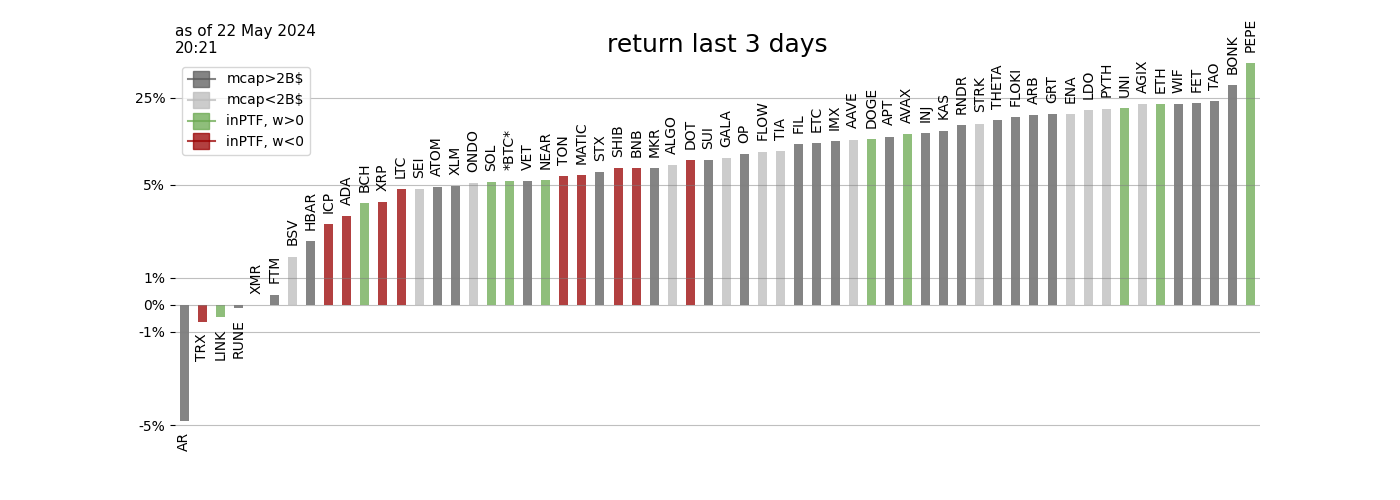 as of 22 May 2024
20:21
return last 3 days
mcap>2B$
mcap<2B$
inPTF, w>0
inPTF, w<0
25%
5%
1%
0%
-1%
-5%
AR
TRX
LINK
RUNE
XMR
FTM
BSV
HBAR
ICP
ADA
BCH
XRP
LTC
SEI
ATOM
XLM
ONDO
SOL
*BTC*
VET
NEAR
TON
MATIC
STX
SHIB
BNB
MKR
ALGO
DOT
SUI
GALA
OP
FLOW
TIA
FIL
ETC
IMX
AAVE
DOGE
APT
AVAX
INJ
KAS
RNDR
STRK
THETA
FLOKI
ARB
GRT
ENA
LDO
PYTH
UNI
AGIX
ETH
WIF
FET
TAO
BONK
PEPE